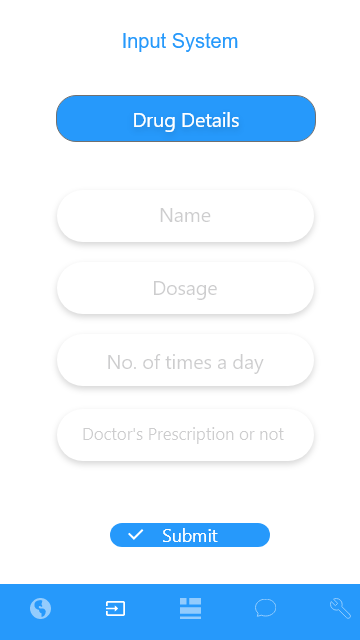 Input System
Drug Details
Name
Dosage
No. of times a day
Doctor's Prescription or not
Submit